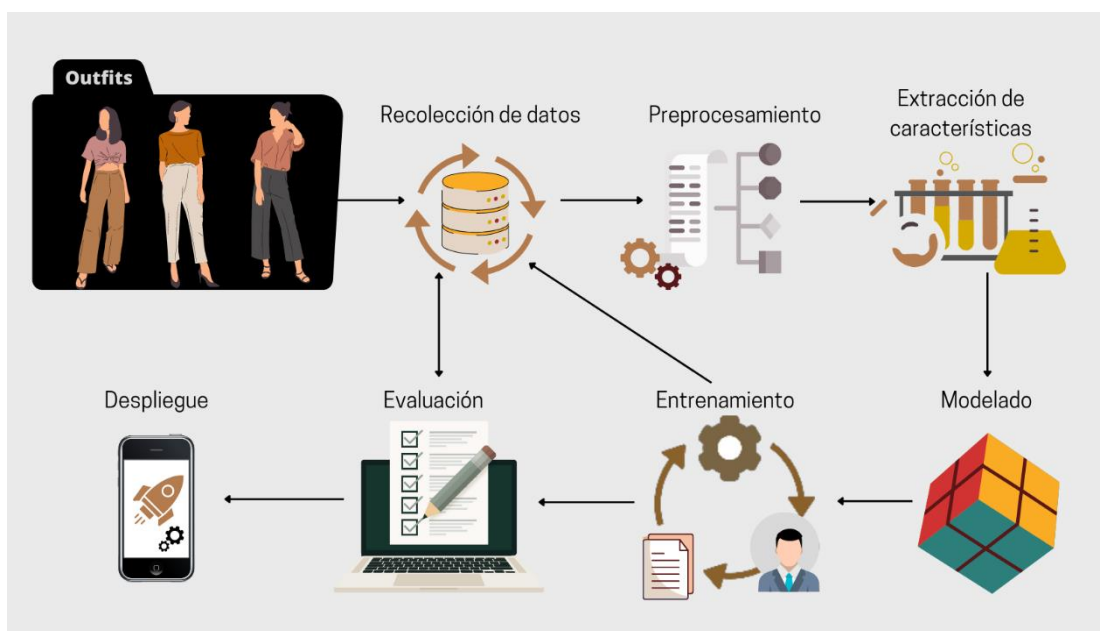 Outfits
Recolección de datos
Preprocesamiento
Extracción de
características
Despliegue
Evaluación
Entrenamiento
Modelado